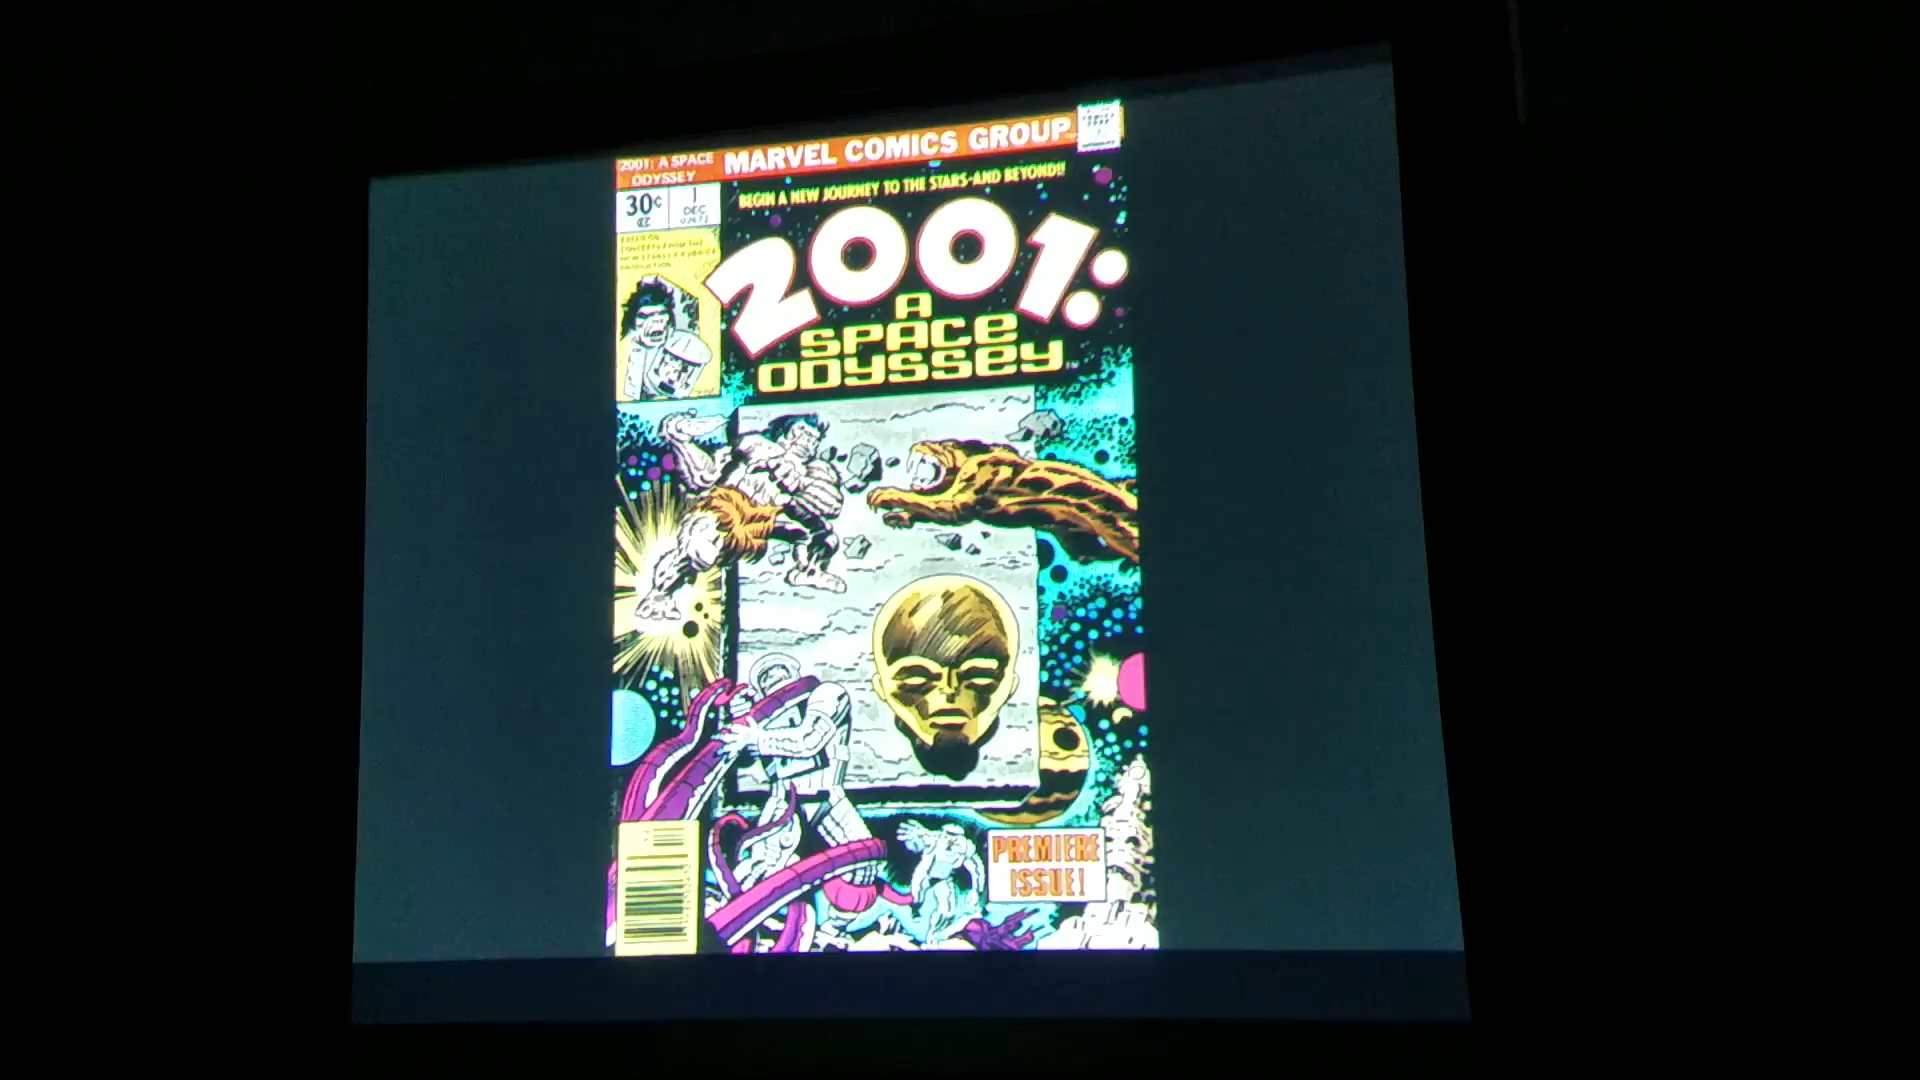 2001: A SPACE
ODYSSEY
MARVEL COMICS GROUP
30¢
1
DEC
BEGIN A NEW JOURNEY TO THE STARS-AND BEYOND!!
2001:
A
SPACE
ODYSSEY
PREMIERE
ISSUE!